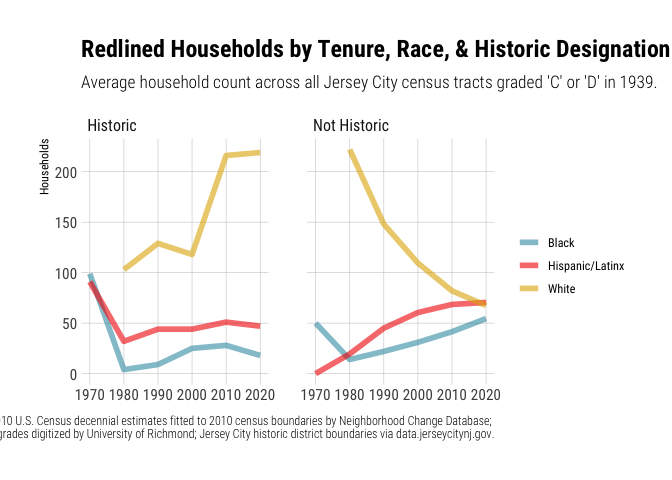 Redlined Households by Tenure, Race, & Historic Designation
Average household count across all Jersey City census tracts graded 'C' or 'D' in 1939.
Historic
Not Historic
Households
200
150
100
50
0
1970 1980 1990 2000 2010 2020
1970 1980 1990 2000 2010 2020
Black
Hispanic/Latinx
White
10 U.S. Census decennial estimates fitted to 2010 census boundaries by Neighborhood Change Database;
grades digitized by University of Richmond; Jersey City historic district boundaries via data.jerseycitynj.gov.